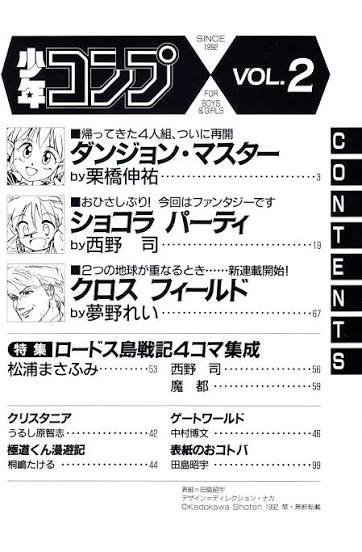 少年コンプ
SINCE
1992
FOR
BOYS
& GIRLS
VOL.2
CONTENTS
■帰ってきた4人組、ついに再開
ダンジョン・マスター
by栗橋伸祐……3
■おひさしぶり! 今回はファンタジーです
ショコラ パーティ
by西野 司……19
■2つの地球が重なるとき……新連載開始!
クロス フィールド
by夢野れい……67
特集 ロードス島戦記4コマ集成
松浦まさふみ……53
西野 司……56
魔 都……59
クリスタニア
うるし原智志……42
極道くん漫遊記
桐嶋たける……44
ゲートワールド
中村博文……46
表紙のおコトバ
田島昭宇……99
表紙=田島昭宇
デザイン=ディレクション・ナカ
©Kadokawa Shoten 1992 禁・無断転載